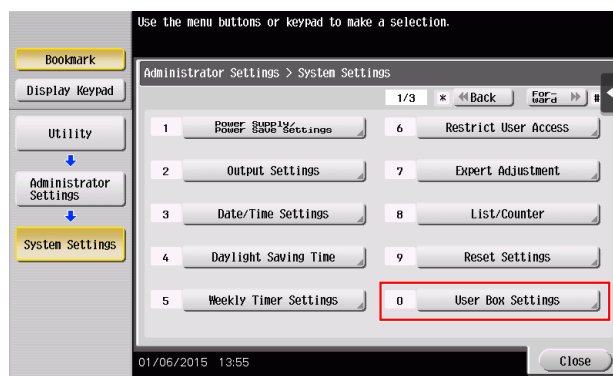 Use the menu buttons or keypad to make a selection.
Bookmark
Display Keypad
Utility
Administrator
Settings
System Settings
Administrator Settings > System Settings
1/3 * Back For-
ward #
1 Power Supply/
Power Save Settings
6 Restrict User Access
2 Output Settings
7 Expert Adjustment
3 Date/Time Settings
8 List/Counter
4 Daylight Saving Time
9 Reset Settings
5 Weekly Timer Settings
0 User Box Settings
01/06/2015 13:55
Close